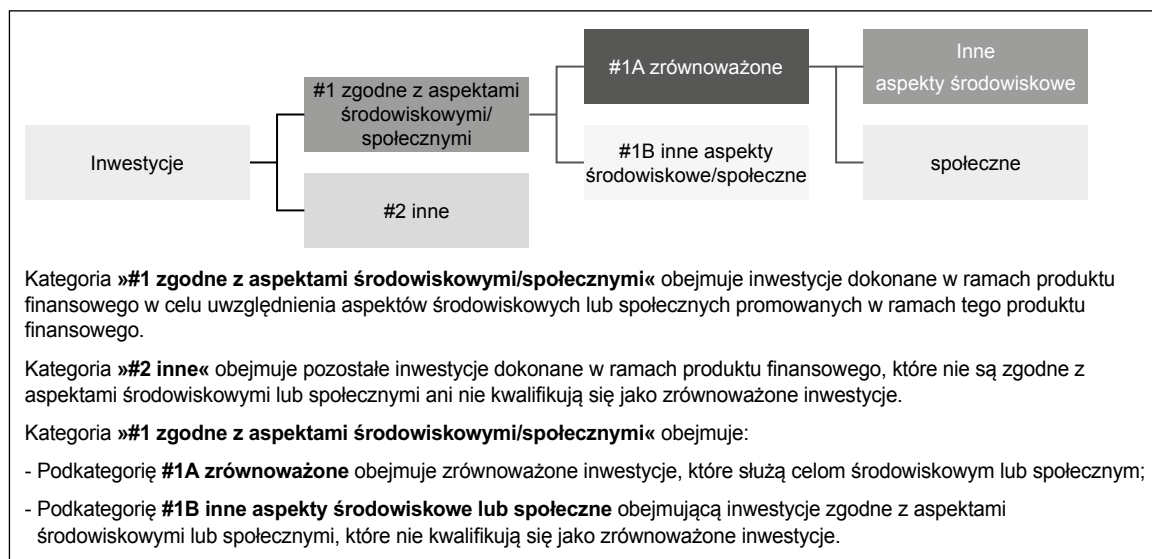 Inwestycje
#1 zgodne z aspektami
środowiskowymi/
społecznymi
#2 inne
#1A zrównoważone
#1B inne aspekty
środowiskowe/społeczne
Inne
aspekty środowiskowe
społeczne
Kategoria »#1 zgodne z aspektami środowiskowymi/społecznymi« obejmuje inwestycje dokonane w ramach produktu
finansowego w celu uwzględnienia aspektów środowiskowych lub społecznych promowanych w ramach tego produktu
finansowego.
Kategoria »#2 inne« obejmuje pozostałe inwestycje dokonane w ramach produktu finansowego, które nie są zgodne z
aspektami środowiskowymi lub społecznymi ani nie kwalifikują się jako zrównoważone inwestycje.
Kategoria »#1 zgodne z aspektami środowiskowymi/społecznymi« obejmuje:
- Podkategorię #1A zrównoważone obejmuje zrównoważone inwestycje, które służą celom środowiskowym lub społecznym;
- Podkategorię #1B inne aspekty środowiskowe lub społeczne obejmującą inwestycje zgodne z aspektami
środowiskowymi lub społecznymi, które nie kwalifikują się jako zrównoważone inwestycje.